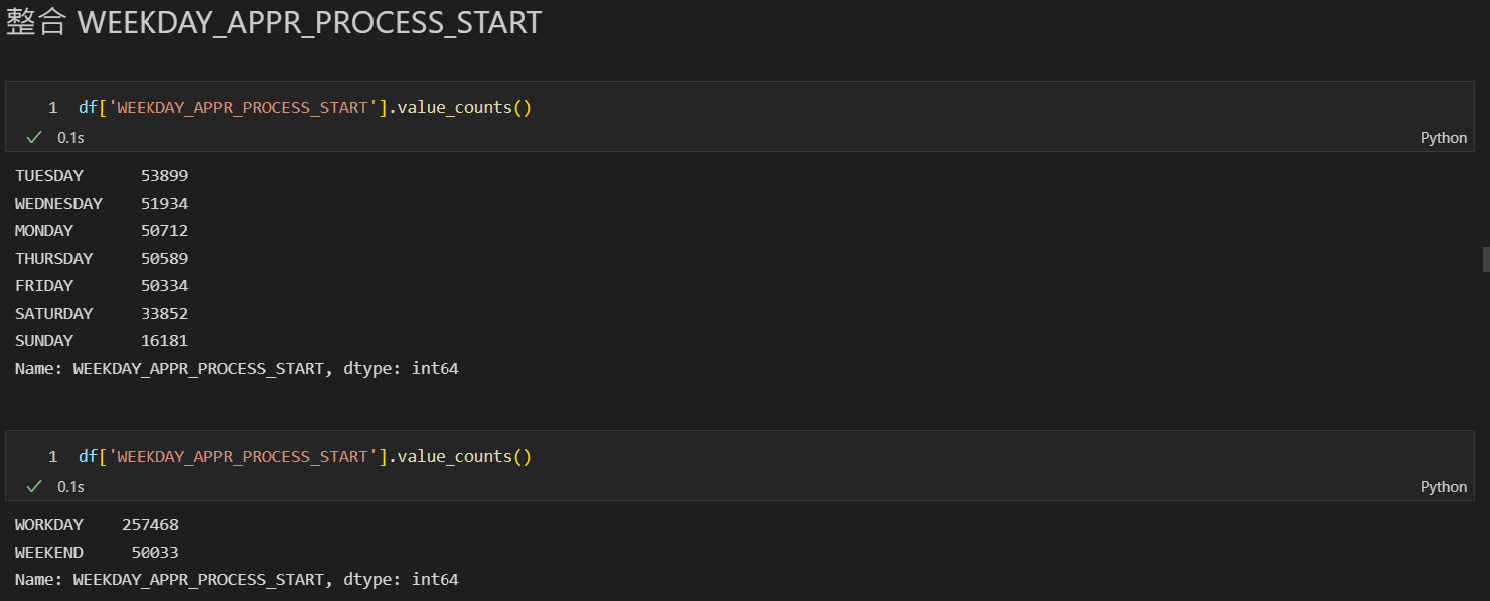 整合 WEEKDAY_APPR_PROCESS_START
1 df['WEEKDAY_APPR_PROCESS_START'].value_counts()
0.1s Python
TUESDAY 53899
WEDNESDAY 51934
MONDAY 50712
THURSDAY 50589
FRIDAY 50334
SATURDAY 33852
SUNDAY 16181
Name: WEEKDAY_APPR_PROCESS_START, dtype: int64
1 df['WEEKDAY_APPR_PROCESS_START'].value_counts()
0.1s Python
WORKDAY 257468
WEEKEND 50033
Name: WEEKDAY_APPR_PROCESS_START, dtype: int64